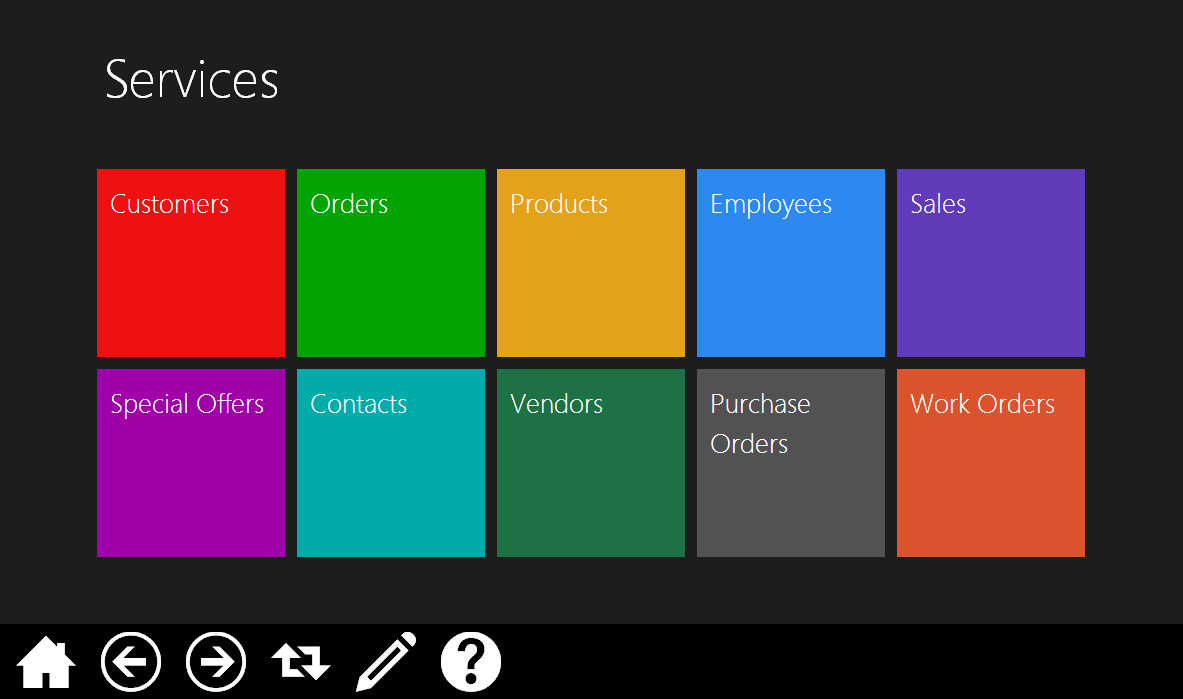 Services
Customers
Orders
Products
Employees
Sales
Special Offers
Contacts
Vendors
Purchase
Orders
Work Orders
?